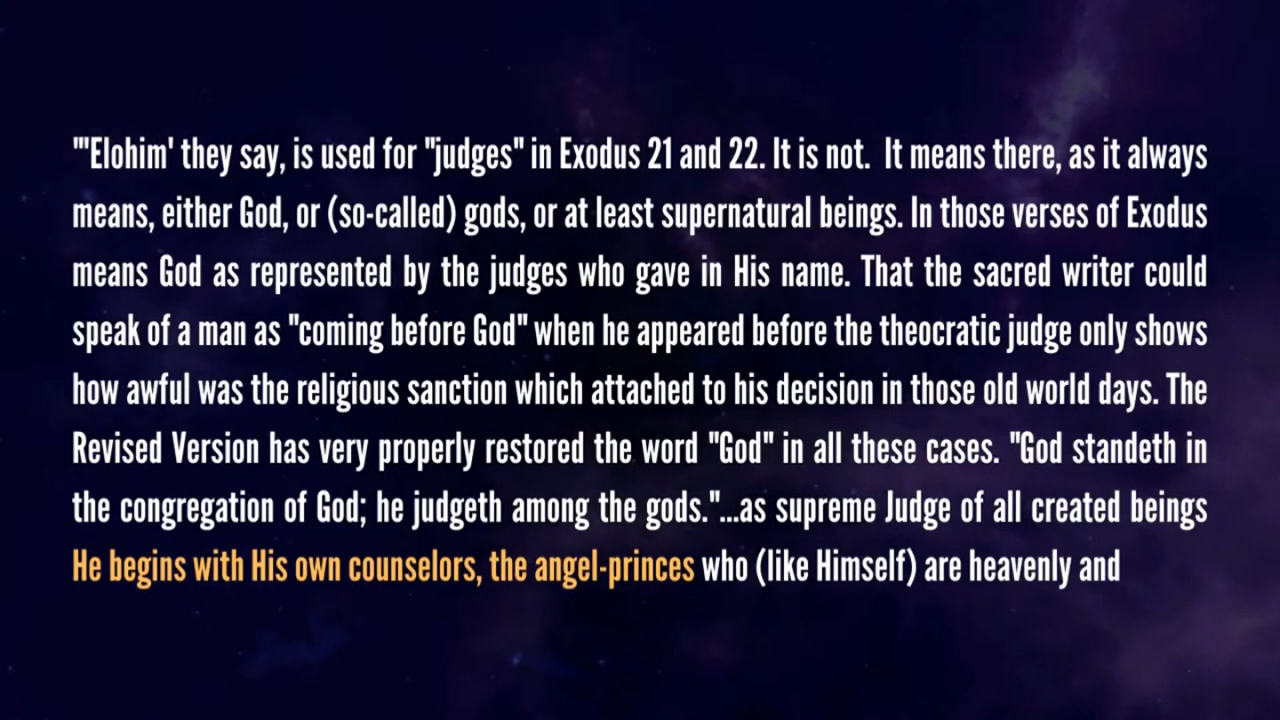 "'Elohim' they say, is used for "judges" in Exodus 21 and 22. It is not.  It means there, as it always
means, either God, or (so-called) gods, or at least supernatural beings. In those verses of Exodus
means God as represented by the judges who gave in His name. That the sacred writer could
speak of a man as "coming before God" when he appeared before the theocratic judge only shows
how awful was the religious sanction which attached to his decision in those old world days. The
Revised Version has very properly restored the word "God" in all these cases. "God standeth in
the congregation of God; he judgeth among the gods."...as supreme Judge of all created beings
He begins with His own counselors, the angel-princes who (like Himself) are heavenly and